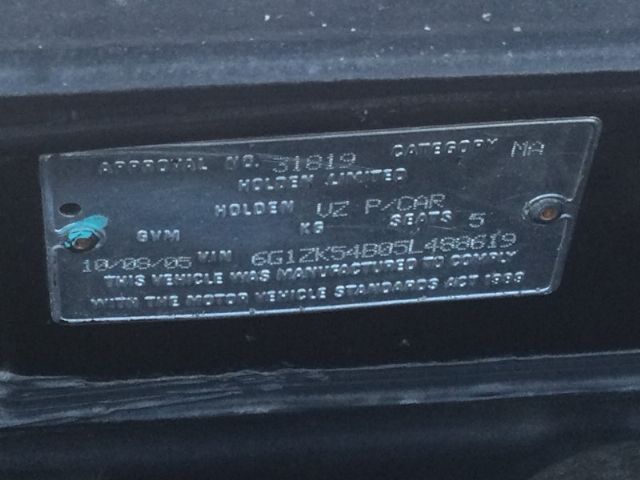 APPROVAL NO. 31819 CATEGORY MA
HOLDEN LIMITED
HOLDEN VZ P/CAR
GVM KG SEATS 5
10/08/05 VIN 6G1ZK54B05L488619
THIS VEHICLE WAS MANUFACTURED TO COMPLY
WITH THE MOTOR VEHICLE STANDARDS ACT 1989